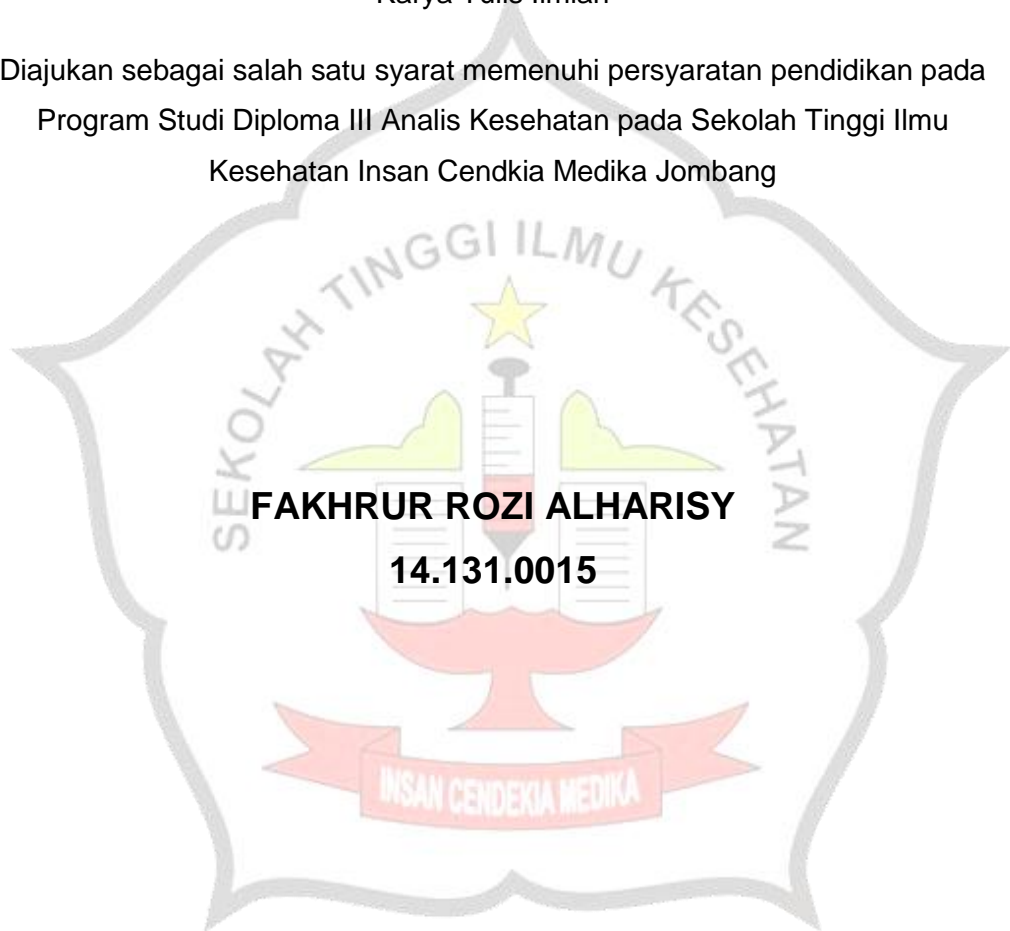 Karya Tulis Ilmiah
Diajukan sebagai salah satu syarat memenuhi persyaratan pendidikan pada
Program Studi Diploma III Analis Kesehatan pada Sekolah Tinggi Ilmu
Kesehatan Insan Cendkia Medika Jombang
SEKOLAH TINGGI ILMU KESEHATAN
FAKHRUR ROZI ALHARISY
14.131.0015
INSAN CENDEKIA MEDIKA